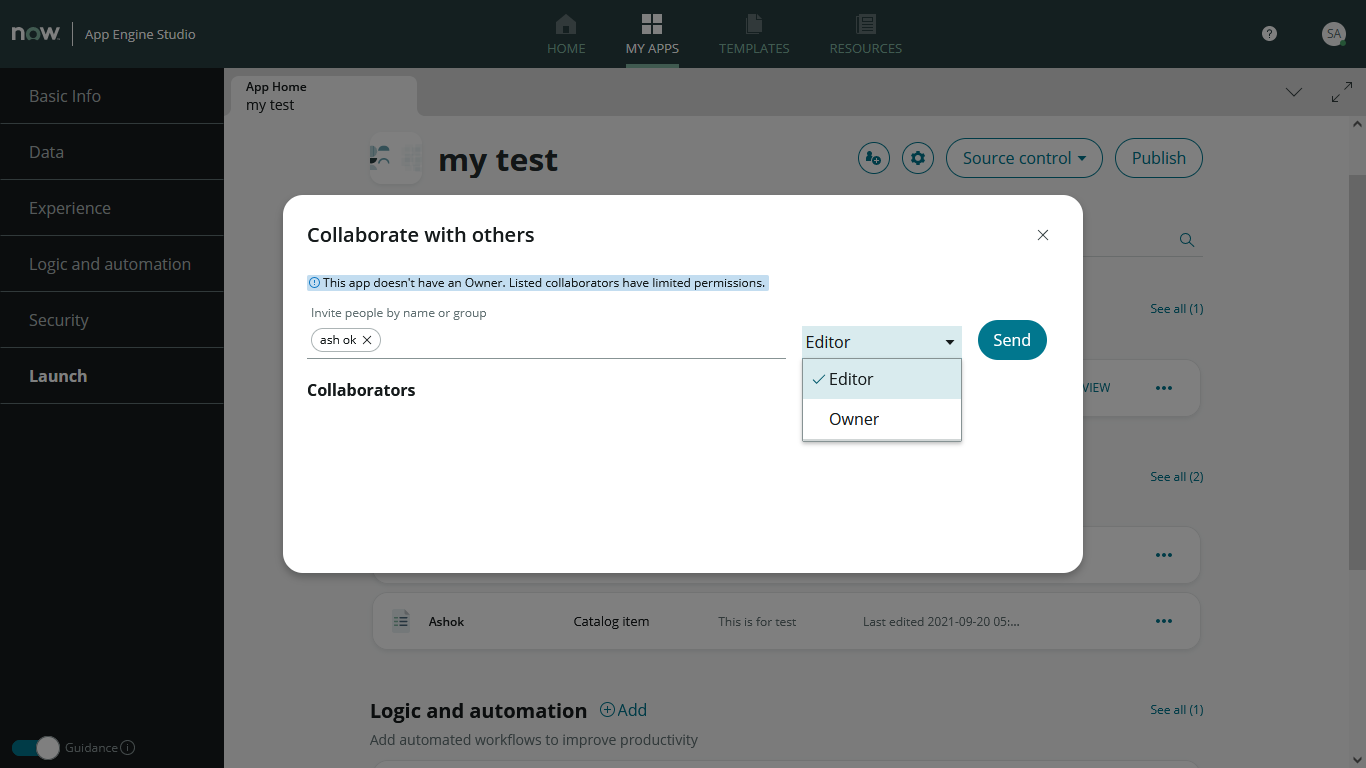 now
App Engine Studio
HOME
MY APPS
TEMPLATES
RESOURCES
?
SA
Basic Info
Data
Experience
Logic and automation
Security
Launch
Guidance
App Home
my test
my test
Source control
Publish
Collaborate with others
This app doesn't have an Owner. Listed collaborators have limited permissions.
Invite people by name or group
ash ok
Editor
Send
Editor
Owner
Collaborators
See all (1)
VIEW
See all (2)
Ashok
Catalog item
This is for test
Last edited 2021-09-20 05:...
Logic and automation
Add
See all (1)
Add automated workflows to improve productivity